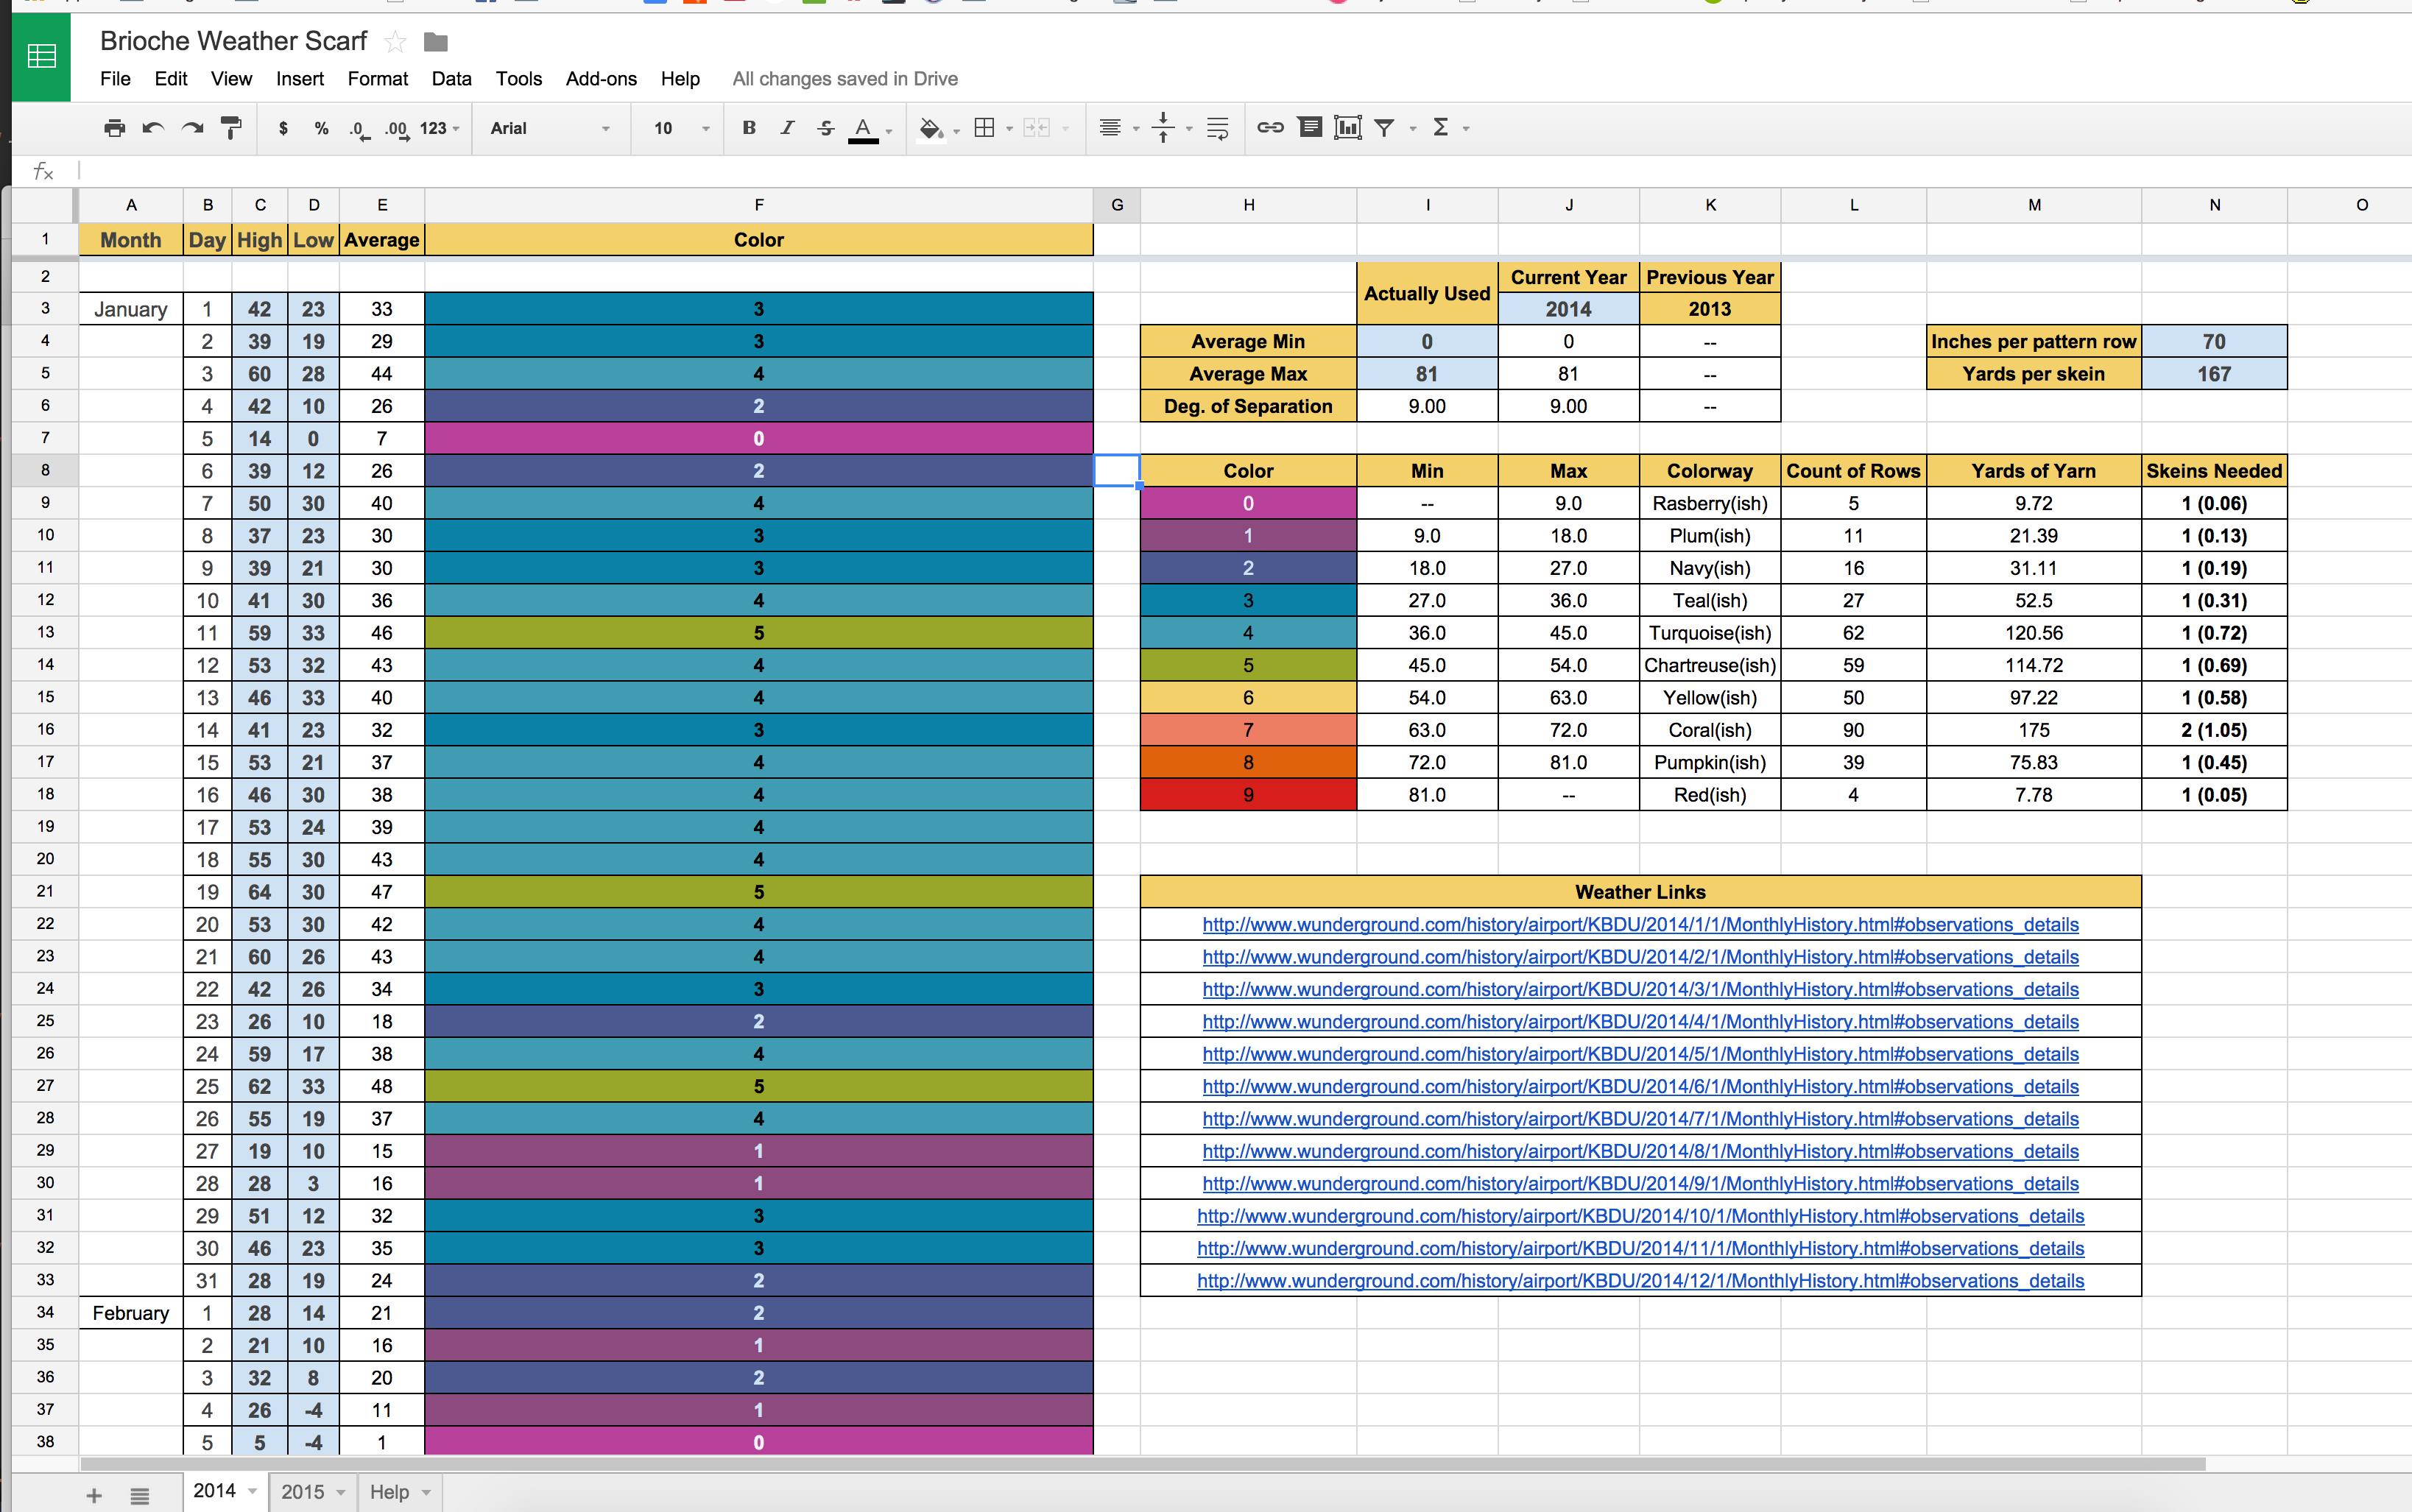 Brioche Weather Scarf
File Edit View Insert Format Data Tools Add-ons Help All changes saved in Drive
$ % .0 .00 123 Arial 10 B I S A Σ
fx
A B C D E F G H I J K L M N O
1 Month Day High Low Average Color
2 Actually Used Current Year Previous Year
3 January 1 42 23 33 3 2014 2013
4 2 39 19 29 3 Average Min 0 0 -- Inches per pattern row 70
5 3 60 28 44 4 Average Max 81 81 -- Yards per skein 167
6 4 42 10 26 2 Deg. of Separation 9.00 9.00 --
7 5 14 0 7 0
8 6 39 12 26 2 Color Min Max Colorway Count of Rows Yards of Yarn Skeins Needed
9 7 50 30 40 4 0 -- 9.0 Rasberry(ish) 5 9.72 1 (0.06)
10 8 37 23 30 3 1 9.0 18.0 Plum(ish) 11 21.39 1 (0.13)
11 9 39 21 30 3 2 18.0 27.0 Navy(ish) 16 31.11 1 (0.19)
12 10 41 30 36 4 3 27.0 36.0 Teal(ish) 27 52.5 1 (0.31)
13 11 59 33 46 5 4 36.0 45.0 Turquoise(ish) 62 120.56 1 (0.72)
14 12 53 32 43 4 5 45.0 54.0 Chartreuse(ish) 59 114.72 1 (0.69)
15 13 46 33 40 4 6 54.0 63.0 Yellow(ish) 50 97.22 1 (0.58)
16 14 41 23 32 3 7 63.0 72.0 Coral(ish) 90 175 2 (1.05)
17 15 53 21 37 4 8 72.0 81.0 Pumpkin(ish) 39 75.83 1 (0.45)
18 16 46 30 38 4 9 81.0 -- Red(ish) 4 7.78 1 (0.05)
19 17 53 24 39 4
20 18 55 30 43 4
21 19 64 30 47 5 Weather Links
22 20 53 30 42 4 http://www.wunderground.com/history/airport/KBDU/2014/1/1/MonthlyHistory.html#observations_details
23 21 60 26 43 4 http://www.wunderground.com/history/airport/KBDU/2014/2/1/MonthlyHistory.html#observations_details
24 22 42 26 34 3 http://www.wunderground.com/history/airport/KBDU/2014/3/1/MonthlyHistory.html#observations_details
25 23 26 10 18 2 http://www.wunderground.com/history/airport/KBDU/2014/4/1/MonthlyHistory.html#observations_details
26 24 59 17 38 4 http://www.wunderground.com/history/airport/KBDU/2014/5/1/MonthlyHistory.html#observations_details
27 25 62 33 48 5 http://www.wunderground.com/history/airport/KBDU/2014/6/1/MonthlyHistory.html#observations_details
28 26 55 19 37 4 http://www.wunderground.com/history/airport/KBDU/2014/7/1/MonthlyHistory.html#observations_details
29 27 19 10 15 1 http://www.wunderground.com/history/airport/KBDU/2014/8/1/MonthlyHistory.html#observations_details
30 28 28 3 16 1 http://www.wunderground.com/history/airport/KBDU/2014/9/1/MonthlyHistory.html#observations_details
31 29 51 12 32 3 http://www.wunderground.com/history/airport/KBDU/2014/10/1/MonthlyHistory.html#observations_details
32 30 46 23 35 3 http://www.wunderground.com/history/airport/KBDU/2014/11/1/MonthlyHistory.html#observations_details
33 31 28 19 24 2 http://www.wunderground.com/history/airport/KBDU/2014/12/1/MonthlyHistory.html#observations_details
34 February 1 28 14 21 2
35 2 21 10 16 1
36 3 32 8 20 2
37 4 26 -4 11 1
38 5 5 -4 1 0
2014 2015 Help